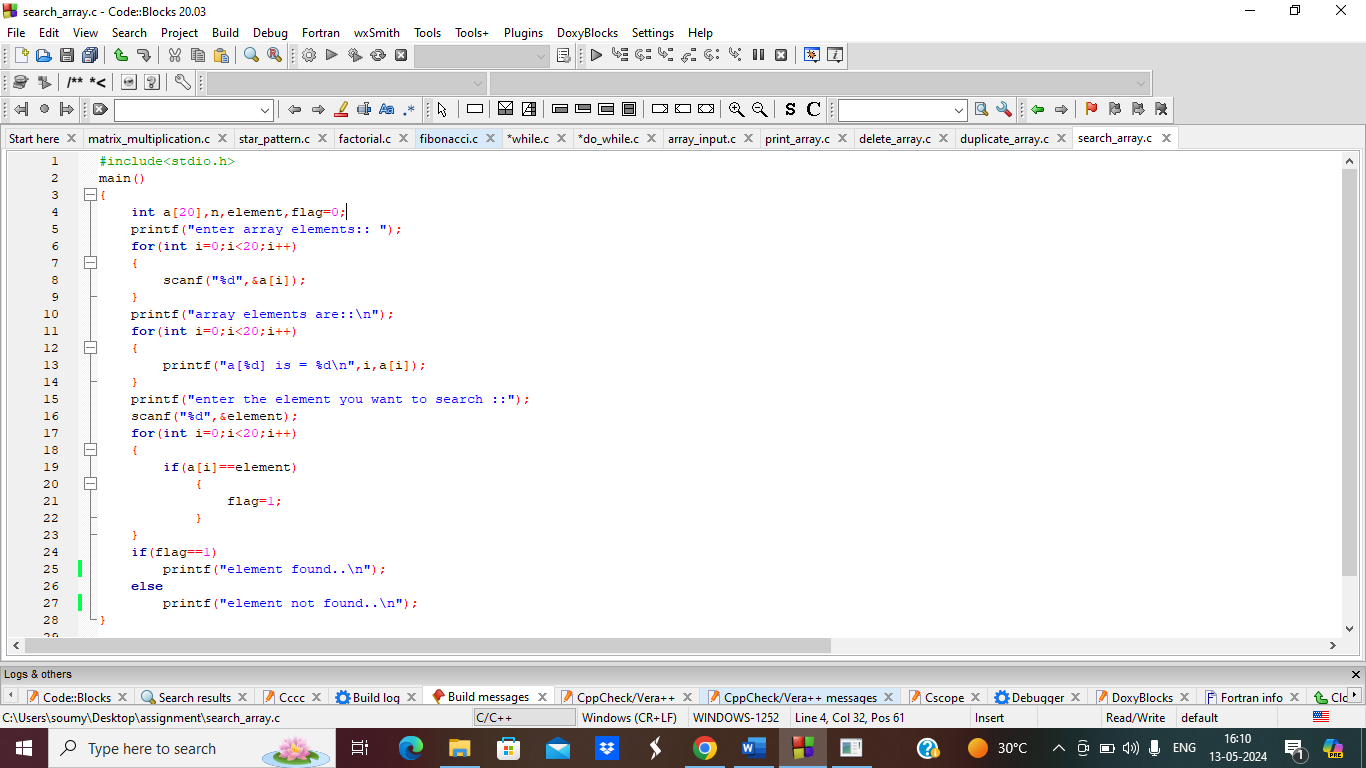 search_array.c - Code::Blocks 20.03
File Edit View Search Project Build Debug Fortran wxSmith Tools Tools+ Plugins DoxyBlocks Settings Help
/** *<
Aa .*
S C
Start here matrix_multiplication.c star_pattern.c factorial.c fibonacci.c *while.c *do_while.c array_input.c print_array.c delete_array.c duplicate_array.c search_array.c
1 #include<stdio.h>
2 main()
3 {
4 int a[20],n,element,flag=0;
5 printf("enter array elements:: ");
6 for(int i=0;i<20;i++)
7 {
8 scanf("%d",&a[i]);
9 }
10 printf("array elements are::\n");
11 for(int i=0;i<20;i++)
12 {
13 printf("a[%d] is = %d\n",i,a[i]);
14 }
15 printf("enter the element you want to search ::");
16 scanf("%d",&element);
17 for(int i=0;i<20;i++)
18 {
19 if(a[i]==element)
20 {
21 flag=1;
22 }
23 }
24 if(flag==1)
25 printf("element found..\n");
26 else
27 printf("element not found..\n");
28 }
29
Logs & others
Code::Blocks Search results Cccc Build log Build messages CppCheck/Vera++ CppCheck/Vera++ messages Cscope Debugger DoxyBlocks Fortran info Clo
C:\Users\soumy\Desktop\assignment\search_array.c C/C++ Windows (CR+LF) WINDOWS-1252 Line 4, Col 32, Pos 61 Insert Read/Write default
Type here to search 30°C ENG 16:10 1 PRE
13-05-2024